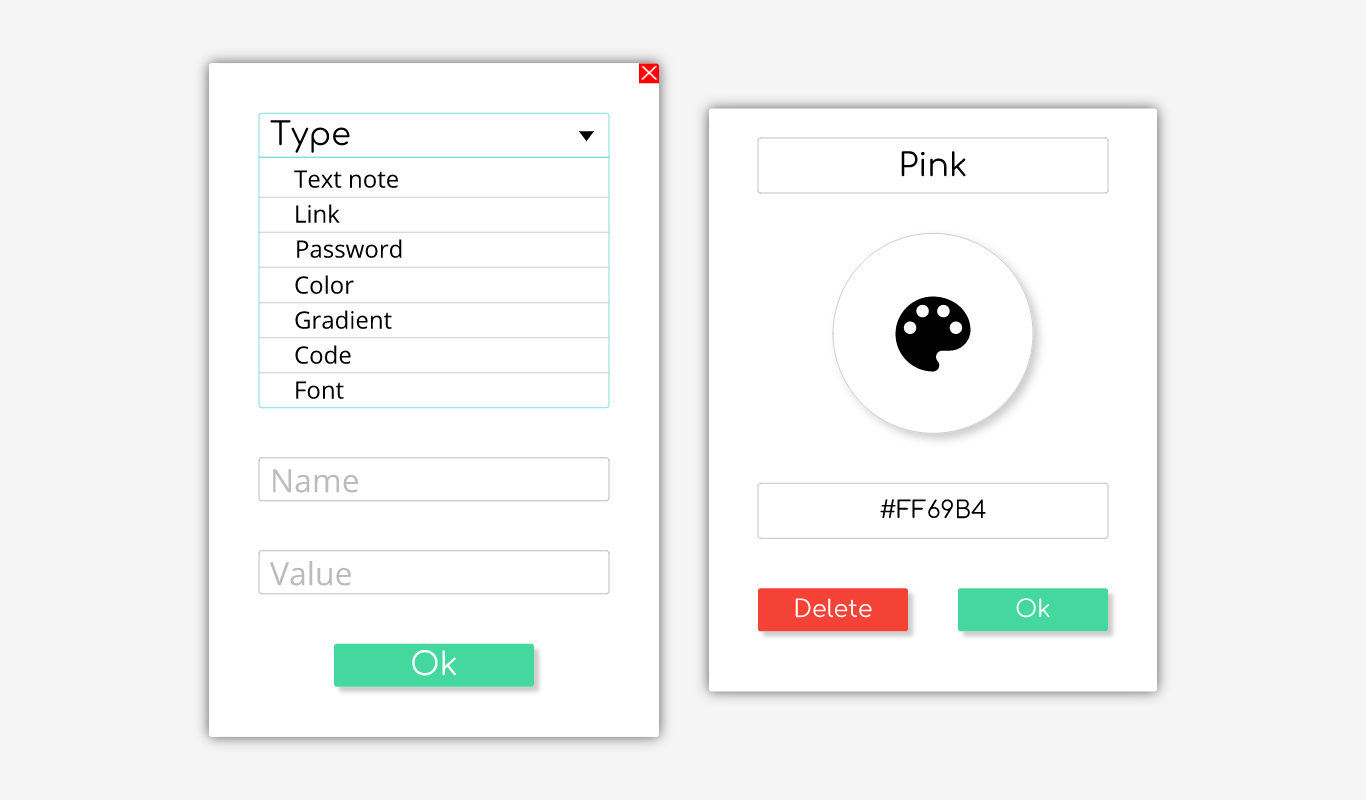 Type
Text note
Link
Password
Color
Gradient
Code
Font
Name
Value
Ok
Pink
#FF69B4
Delete
Ok